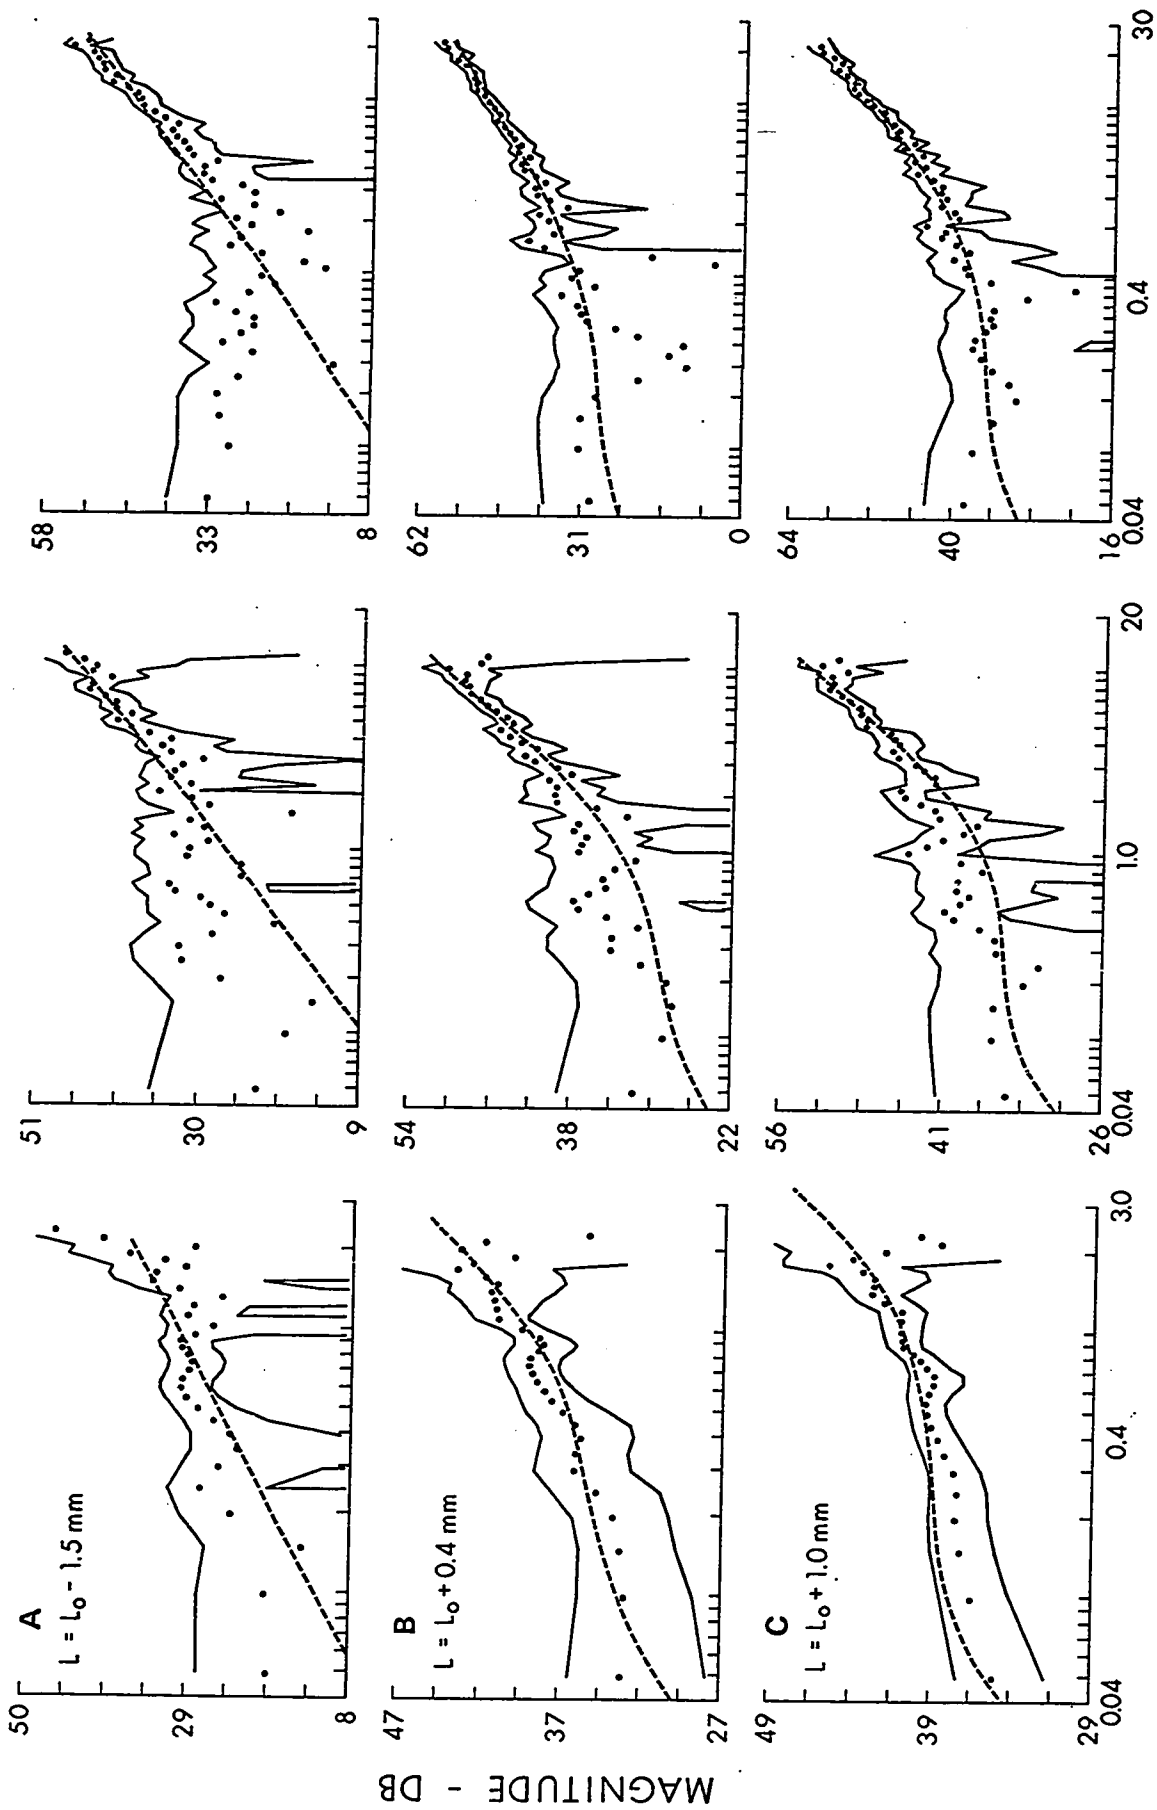 MAGNITUDE - DB
A
L = L₀ - 1.5 mm
50
29
8
51
30
9
58
33
8
B
L = L₀ + 0.4 mm
47
37
27
54
38
22
62
31
0
C
L = L₀ + 1.0 mm
49
39
29
56
41
26
64
40
16
0.04 0.4 3.0
0.04 1.0 20
0.04 0.4 30